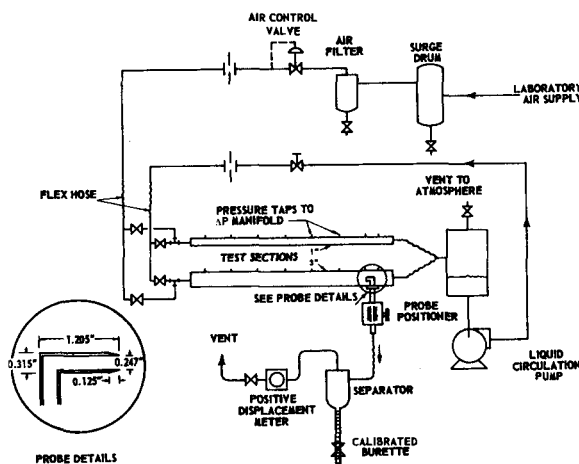 AIR CONTROL
VALVE
AIR
FILTER
SURGE
DRUM
LABORATORY
AIR SUPPLY
FLEX HOSE
VENT TO
ATMOSPHERE
PRESSURE TAPS TO
ΔP MANIFOLD
TEST SECTIONS
SEE PROBE DETAILS
PROBE
POSITIONER
1.205"
0.315"
0.247"
0.125"
VENT
LIQUID
CIRCULATION
PUMP
SEPARATOR
POSITIVE
DISPLACEMENT
METER
CALIBRATED
BURETTE
PROBE DETAILS